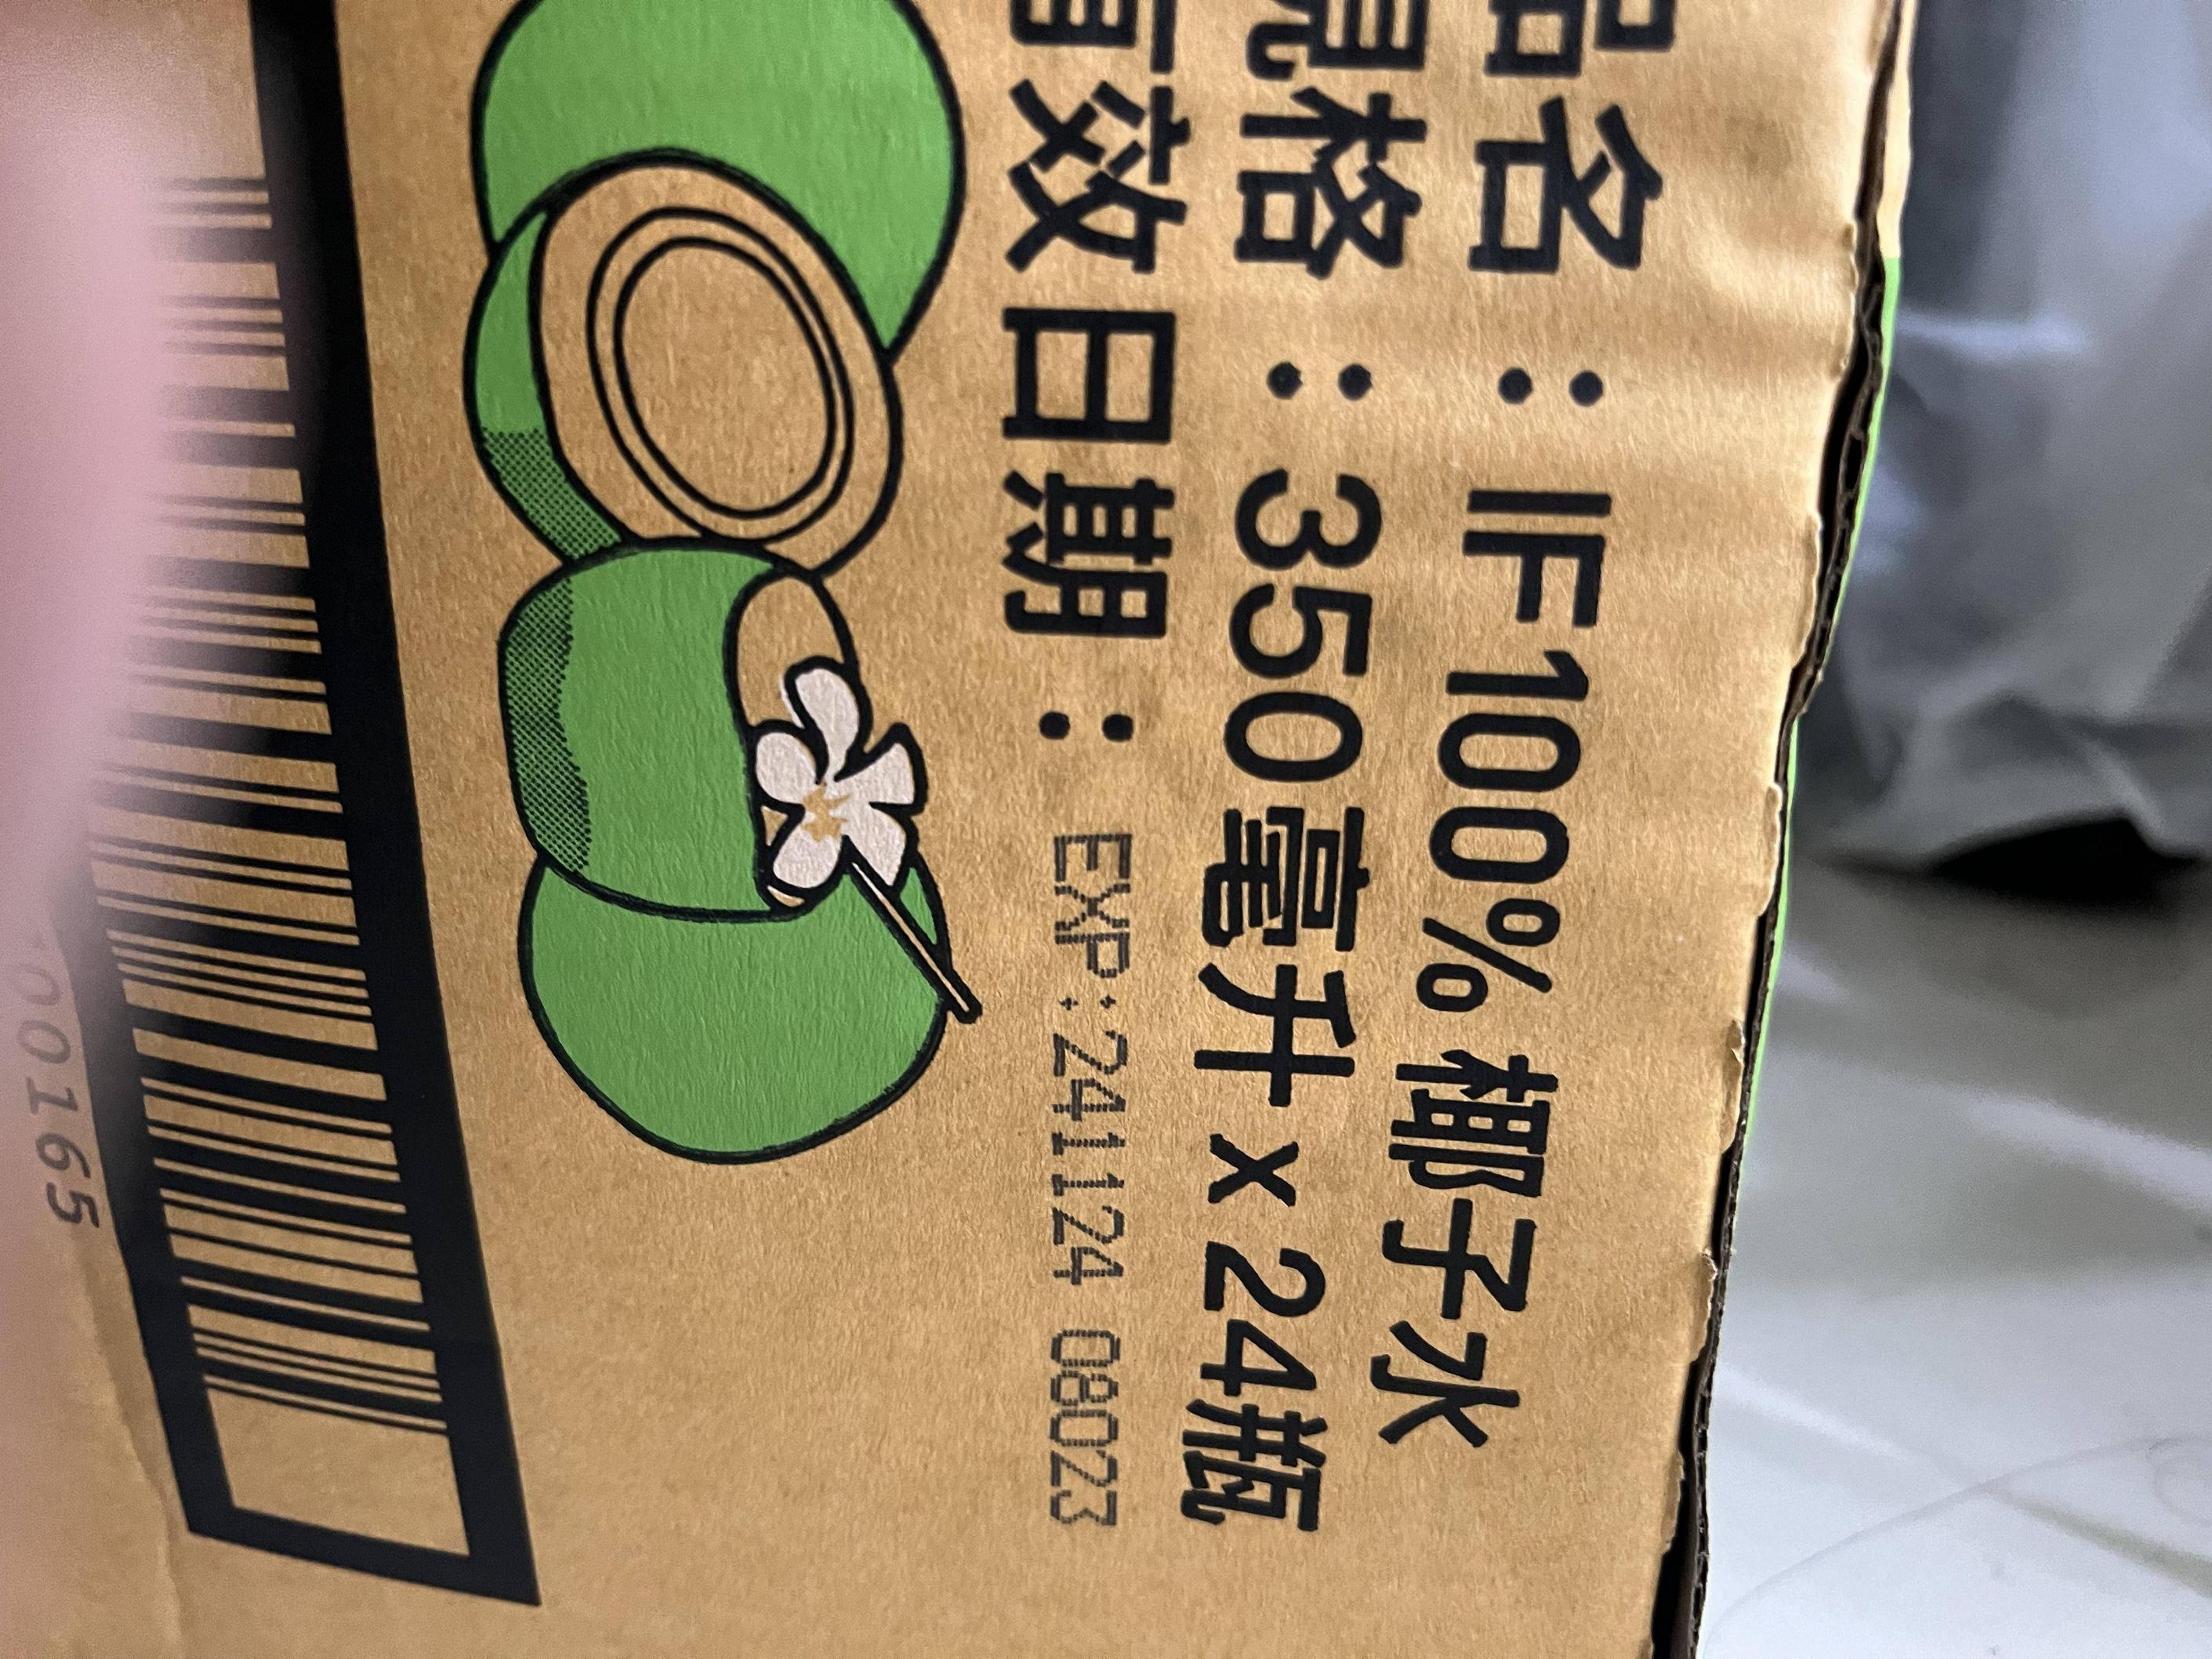 品名：IF100% 椰子水
規格：350毫升 x 24瓶
有效日期：EXP:241124 08023
00165